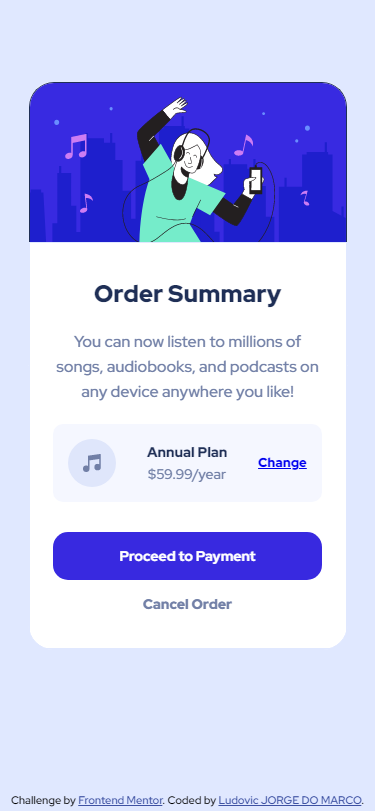 Order Summary
You can now listen to millions of
songs, audiobooks, and podcasts on
any device anywhere you like!
Annual Plan
$59.99/year
Change
Proceed to Payment
Cancel Order
Challenge by Frontend Mentor. Coded by Ludovic JORGE DO MARCO.